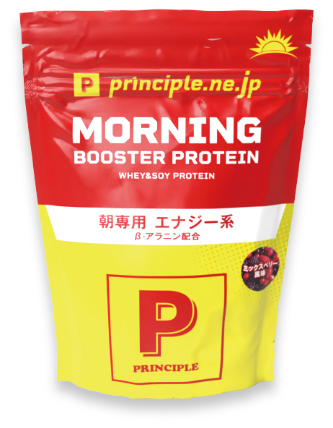 P principle.ne.jp
MORNING
BOOSTER PROTEIN
WHEY&SOY PROTEIN
朝専用 エナジー系
β-アラニン配合
ミックスベリー
風味
P
PRINCIPLE